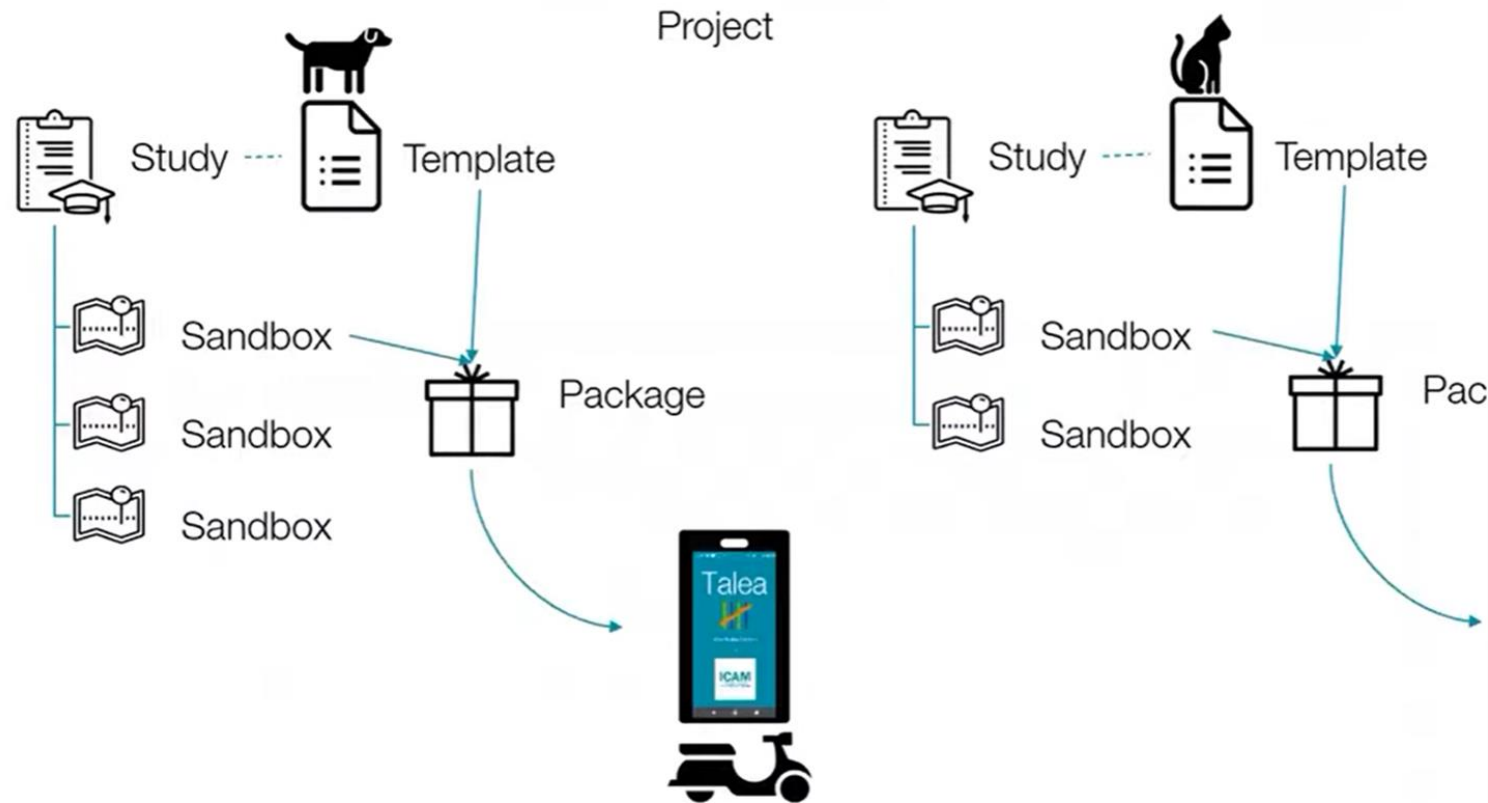 Project
Study
Template
Study
Template
Sandbox
Sandbox
Package
Pac
Sandbox
Sandbox
Sandbox
Talea
ICAM